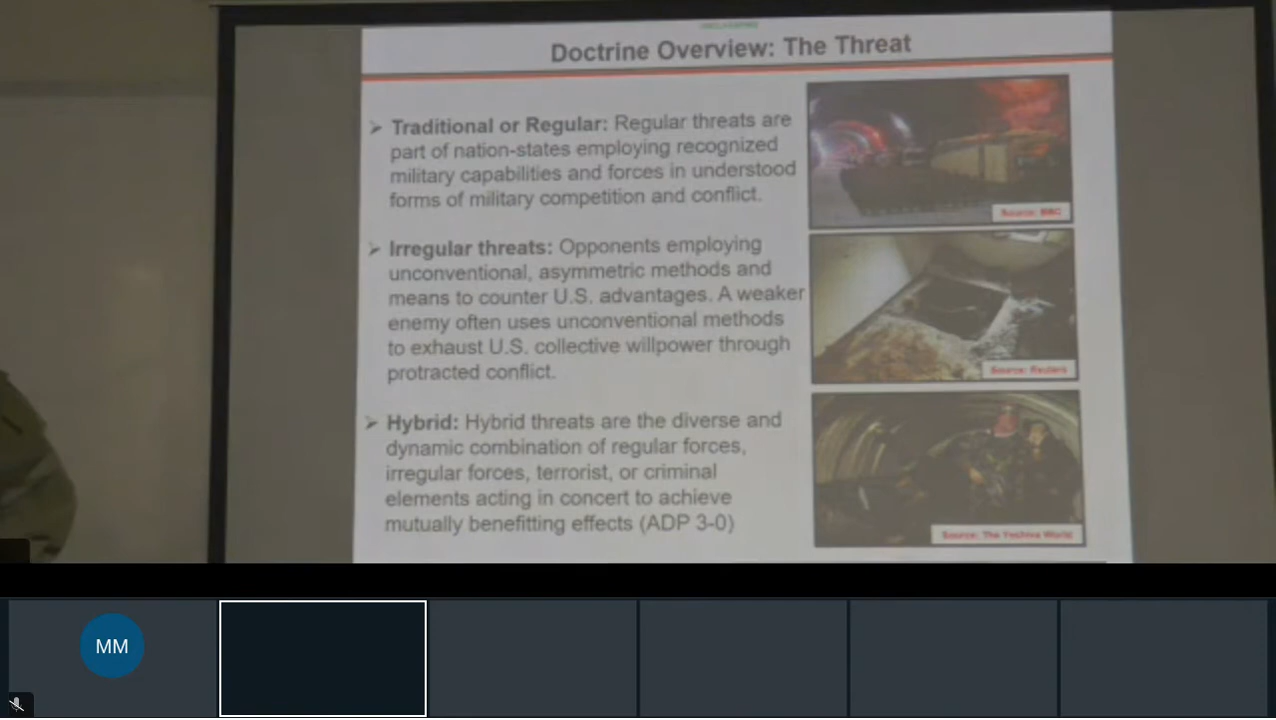 UNCLASSIFIED
Doctrine Overview: The Threat
➢ Traditional or Regular: Regular threats are
part of nation-states employing recognized
military capabilities and forces in understood
forms of military competition and conflict.
Source: BBC
➢ Irregular threats: Opponents employing
unconventional, asymmetric methods and
means to counter U.S. advantages. A weaker
enemy often uses unconventional methods
to exhaust U.S. collective willpower through
protracted conflict.
Source: Reuters
➢ Hybrid: Hybrid threats are the diverse and
dynamic combination of regular forces,
irregular forces, terrorist, or criminal
elements acting in concert to achieve
mutually benefitting effects (ADP 3-0)
Source: The Yeshiva World
MM